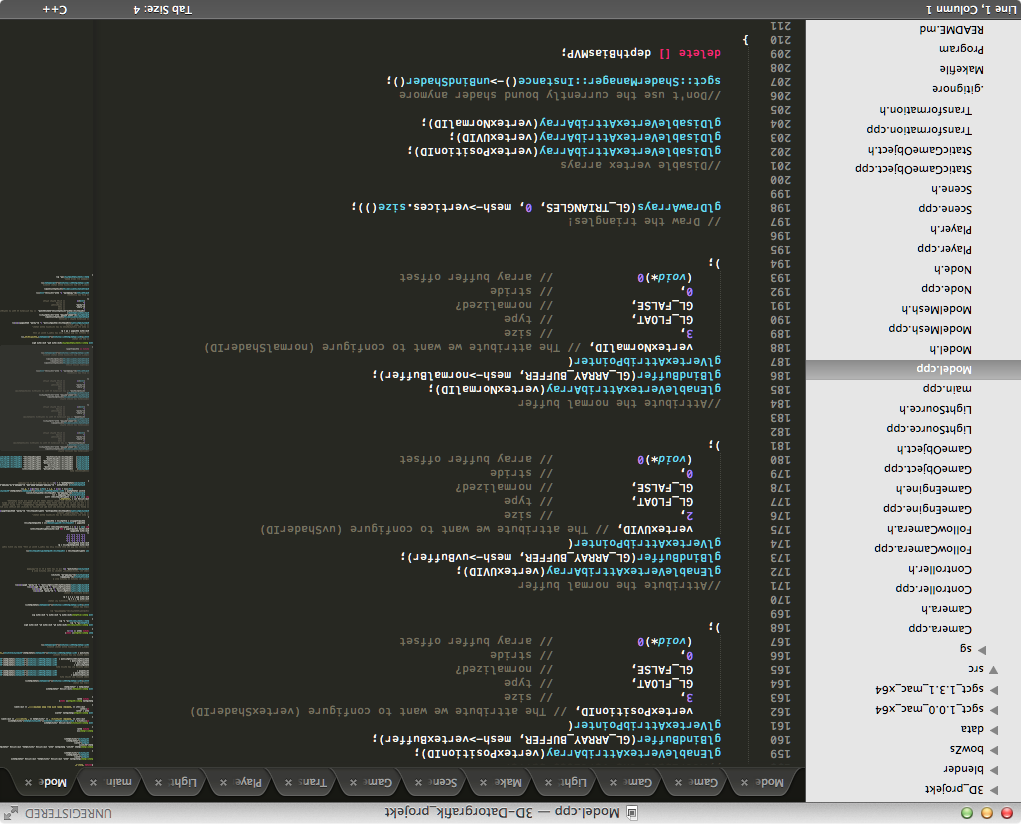 Model.cpp — 3D-Datorgrafik_projekt
UNREGISTERED
Mode × Game × Game × Light × Make × Scene × Game × Trans × Playe × Light × main × Mode ×
3D_projekt
blender
bowZws
data
sgct_1.0.0_mac_x64
sgct_1.3.1_mac_x64
src
sg
Camera.cpp
Camera.h
Controller.cpp
Controller.h
FollowCamera.cpp
FollowCamera.h
GameEngine.cpp
GameEngine.h
GameObject.cpp
GameObject.h
LightSource.cpp
LightSource.h
main.cpp
Model.cpp
Model.h
ModelMesh.cpp
ModelMesh.h
Node.cpp
Node.h
Player.cpp
Player.h
Scene.cpp
Scene.h
StaticGameObject.cpp
StaticGameObject.h
Transformation.cpp
Transformation.h
.gitignore
Makefile
Program
README.md
159 glEnableVertexAttribArray(vertexPositionID);
160 glBindBuffer(GL_ARRAY_BUFFER, mesh->vertexBuffer);
161 glVertexAttribPointer(
162 vertexPositionID, // The attribute we want to configure (vertexShaderID)
163 3, // size
164 GL_FLOAT, // type
165 GL_FALSE, // normalized?
166 0, // stride
167 (void*)0 // array buffer offset
168 );
169
170
171 //Attribute the normal buffer
172 glEnableVertexAttribArray(vertexUVID);
173 glBindBuffer(GL_ARRAY_BUFFER, mesh->uvBuffer);
174 glVertexAttribPointer(
175 vertexUVID, // The attribute we want to configure (uvShaderID)
176 2, // size
177 GL_FLOAT, // type
178 GL_FALSE, // normalized?
179 0, // stride
180 (void*)0 // array buffer offset
181 );
182
183
184 //Attribute the normal buffer
185 glEnableVertexAttribArray(vertexNormalID);
186 glBindBuffer(GL_ARRAY_BUFFER, mesh->normalBuffer);
187 glVertexAttribPointer(
188 vertexNormalID, // The attribute we want to configure (normalShaderID)
189 3, // size
190 GL_FLOAT, // type
191 GL_FALSE, // normalized?
192 0, // stride
193 (void*)0 // array buffer offset
194 );
195
196
197 // Draw the triangles!
198 glDrawArrays(GL_TRIANGLES, 0, mesh->vertices.size());
199
200
201 //Disable vertex arrays
202 glDisableVertexAttribArray(vertexPositionID);
203 glDisableVertexAttribArray(vertexUVID);
204 glDisableVertexAttribArray(vertexNormalID);
205
206 //Don't use the currently bound shader anymore
207 sgct::ShaderManager::Instance()->unBindShader();
208
209 delete [] depthBiasMVP;
210 }
211
Line 1, Column 1
Tab Size: 4
C++